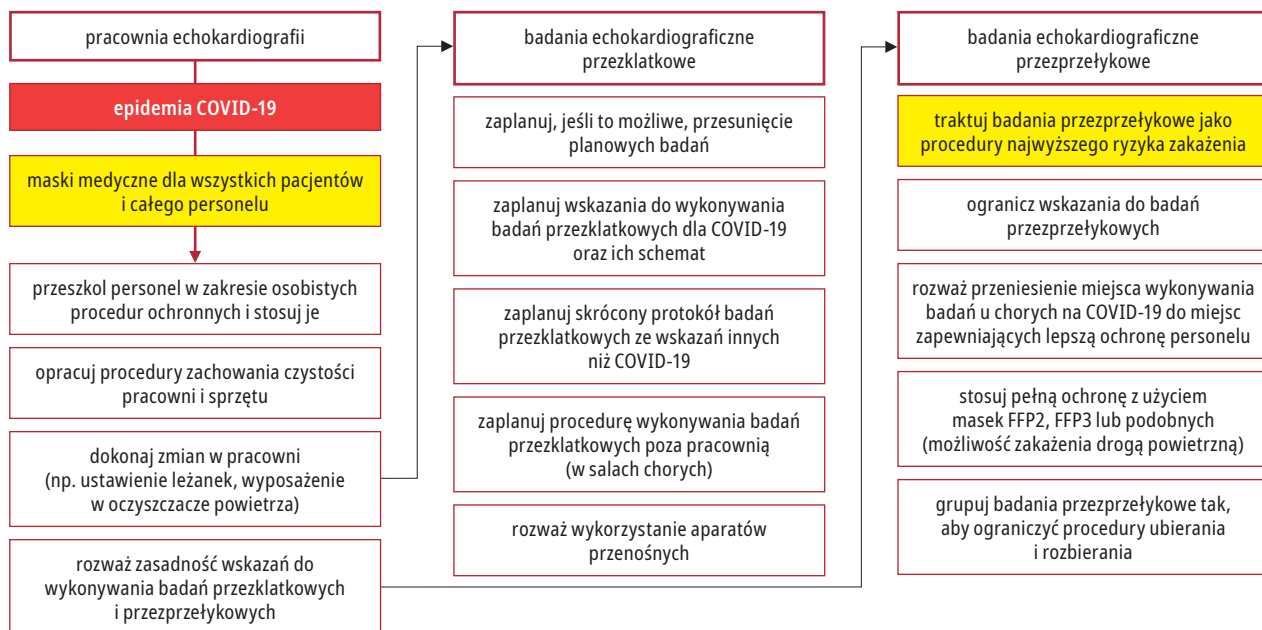 pracownia echokardiografii
epidemia COVID-19
maski medyczne dla wszystkich pacjentów
i całego personelu
przeszkol personel w zakresie osobistych
procedur ochronnych i stosuj je
opracuj procedury zachowania czystości
pracowni i sprzętu
dokonaj zmian w pracowni
(np. ustawienie leżanek, wyposażenie
w oczyszczacze powietrza)
rozważ zasadność wskazań do
wykonywania badań przezklatkowych
i przezprzełykowych
badania echokardiograficzne
przezklatkowe
zaplanuj, jeśli to możliwe, przesunięcie
planowych badań
zaplanuj wskazania do wykonywania
badań przezklatkowych dla COVID-19
oraz ich schemat
zaplanuj skrócony protokół badań
przezklatkowych ze wskazań innych
niż COVID-19
zaplanuj procedurę wykonywania badań
przezklatkowych poza pracownią
(w salach chorych)
rozważ wykorzystanie aparatów
przenośnych
badania echokardiograficzne
przezprzełykowe
traktuj badania przezprzełykowe jako
procedury najwyższego ryzyka zakażenia
ogranicz wskazania do badań
przezprzełykowych
rozważ przeniesienie miejsca wykonywania
badań u chorych na COVID-19 do miejsc
zapewniających lepszą ochronę personelu
stosuj pełną ochronę z użyciem
masek FFP2, FFP3 lub podobnych
(możliwość zakażenia drogą powietrzną)
grupuj badania przezprzełykowe tak,
aby ograniczyć procedury ubierania
i rozbierania